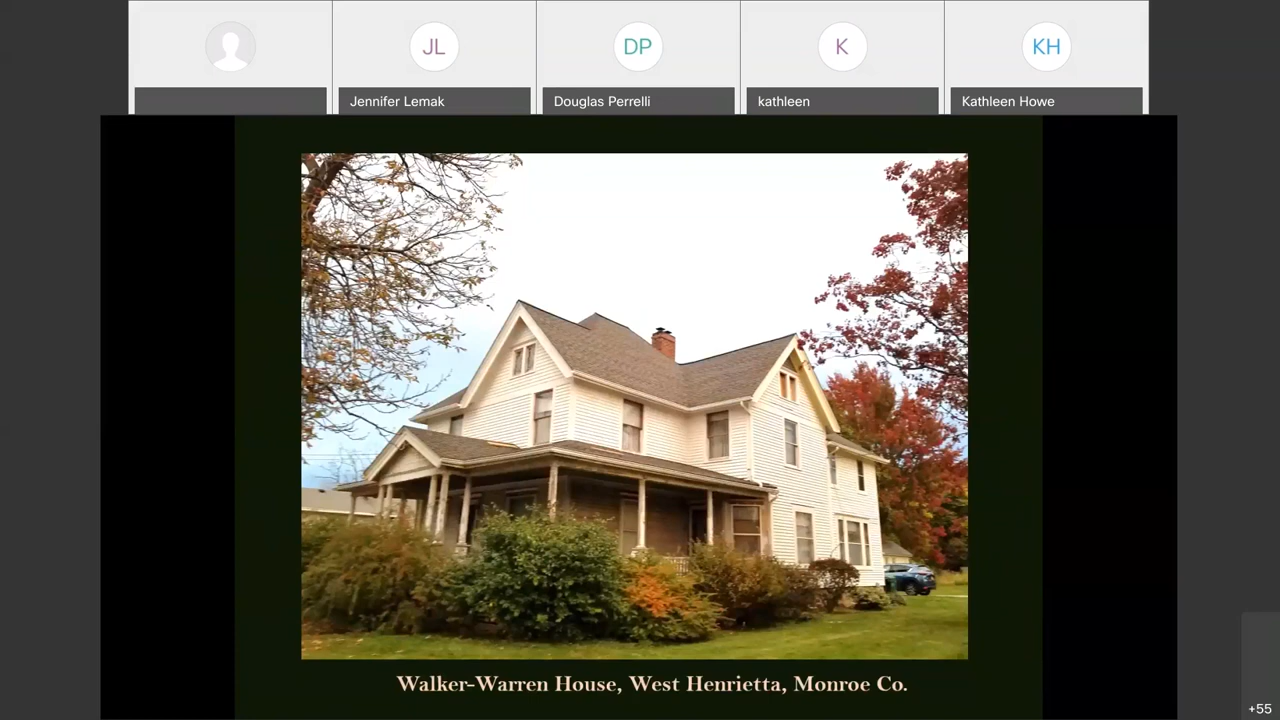 JL
DP
K
KH
Jennifer Lemak
Douglas Perrelli
kathleen
Kathleen Howe
Walker-Warren House, West Henrietta, Monroe Co.
+55